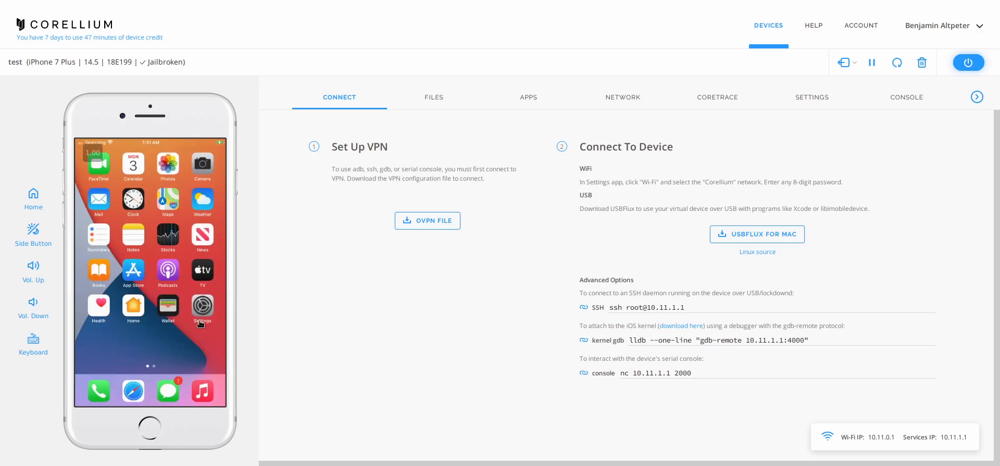 CORELLIUM
You have 7 days to use 47 minutes of device credit
DEVICES
HELP
ACCOUNT
Benjamin Altpeter
test (iPhone 7 Plus | 14.5 | 18E199 | ✓ Jailbroken)
Home
Side Button
Vol. Up
Vol. Down
Keyboard
Searching
7:51 AM
1.00
MON
3
FaceTime
Calendar
Photos
Camera
280
Mail
Clock
Maps
Weather
Reminders
Notes
Stocks
News
tv
Books
App Store
Podcasts
TV
Health
Home
Wallet
Settings
!
CONNECT
FILES
APPS
NETWORK
CORETRACE
SETTINGS
CONSOLE
1
Set Up VPN
To use adb, ssh, gdb, or serial console, you must first connect to
VPN. Download the VPN configuration file to connect.
OVPN FILE
2
Connect To Device
WiFi
In Settings app, click "Wi-Fi" and select the "Corellium" network. Enter any 8-digit password.
USB
Download USBFlux to use your virtual device over USB with programs like Xcode or libimobiledevice.
USBFLUX FOR MAC
Linux source
Advanced Options
To connect to an SSH daemon running on the device over USB/lockdownd:
SSH ssh root@10.11.1.1
To attach to the iOS kernel (download here) using a debugger with the gdb-remote protocol:
kernel gdb lldb --one-line "gdb-remote 10.11.1.1:4000"
To interact with the device's serial console:
console nc 10.11.1.1 2000
Wi-Fi IP: 10.11.0.1 Services IP: 10.11.1.1